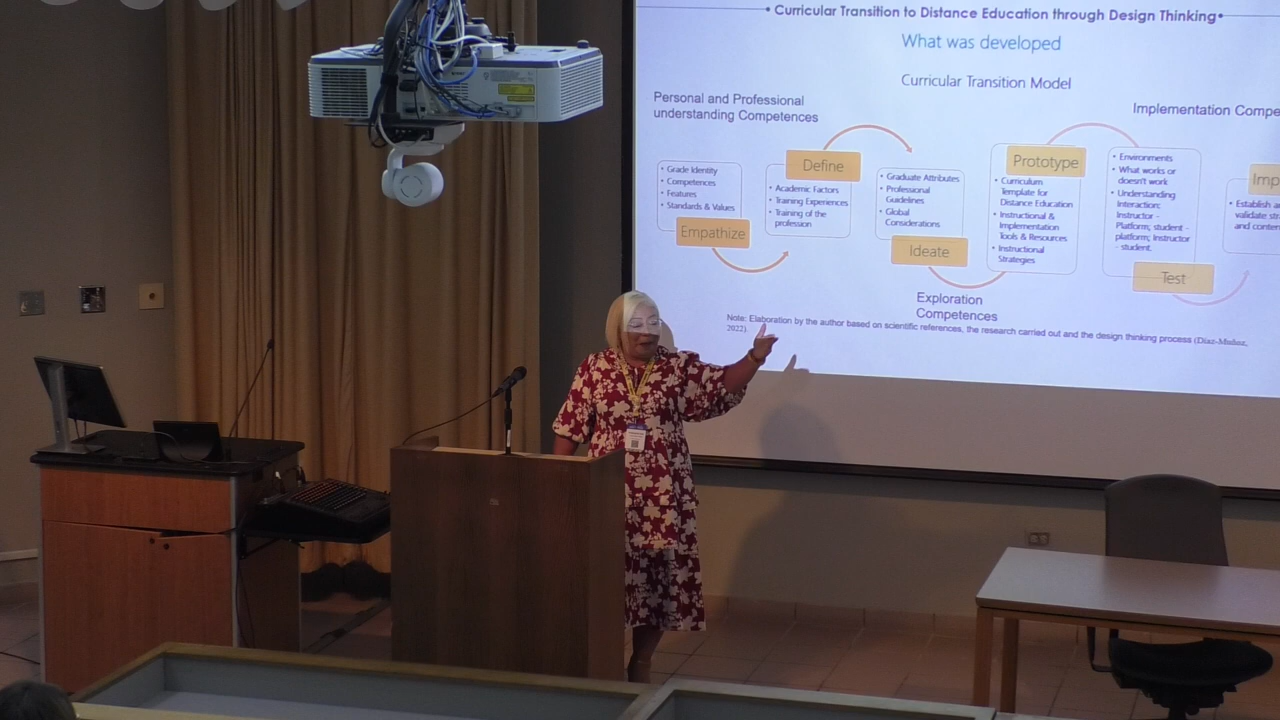 • Curricular Transition to Distance Education through Design Thinking •
What was developed
Curricular Transition Model
Personal and Professional
understanding Competences
Implementation Compe
• Grade Identity
• Competences
• Features
• Standards & Values
Empathize
Define
• Academic Factors
• Training Experiences
• Training of the
profession
• Graduate Attributes
• Professional
Guidelines
• Global
Considerations
Ideate
Prototype
• Curriculum
Template for
Distance Education
• Instructional &
Implementation
Tools & Resources
• Instructional
Strategies
• Environments
• What works or
doesn't work
• Understanding
Interaction:
Instructor -
Platform; student -
platform; Instructor
- student.
Test
Imp
• Establish a
validate st
and conten
Exploration
Competences
Note: Elaboration by the author based on scientific references, the research carried out and the design thinking process (Díaz-Muñoz,
2022).